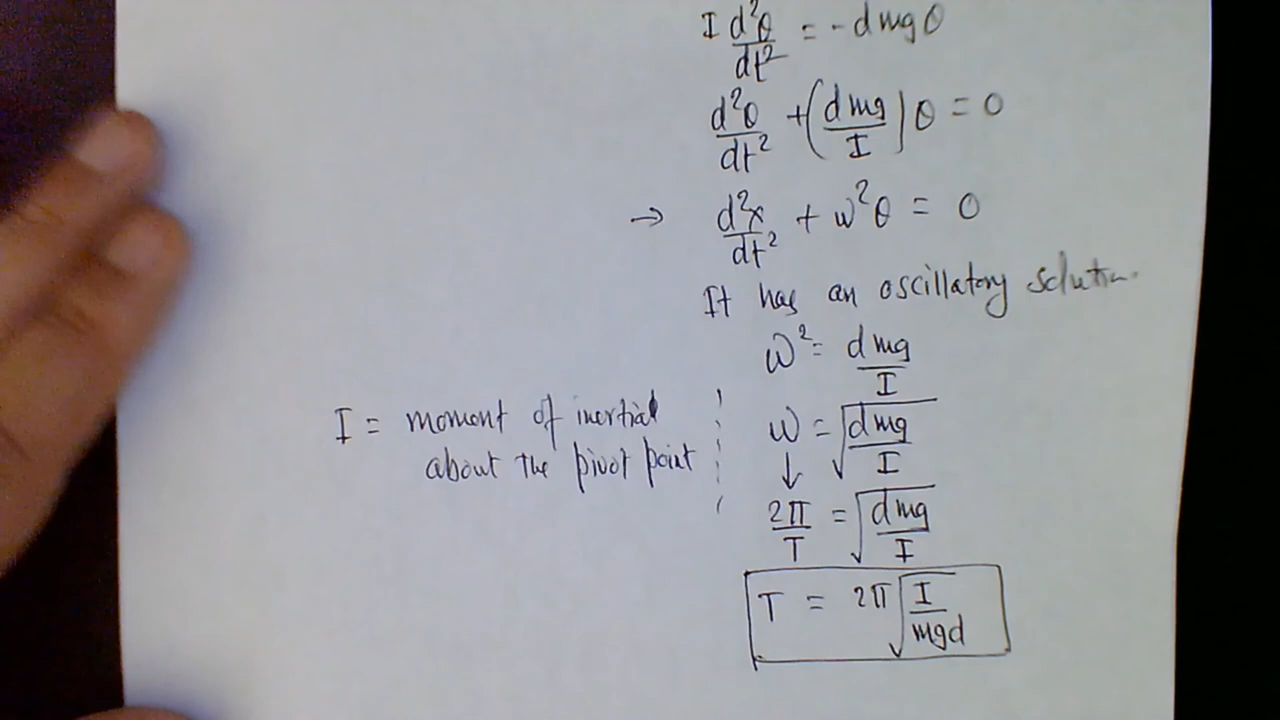 I d²θ/dt² = -dmgθ
d²θ/dt² + (dmg/I)θ = 0
→ d²x/dt² + ω²θ = 0
It has an oscillatory solution.
ω² = dmg/I
I = moment of inertial
about the pivot point
ω = √(dmg/I)
↓
2π/T = √(dmg/I)
T = 2π√(I/mgd)